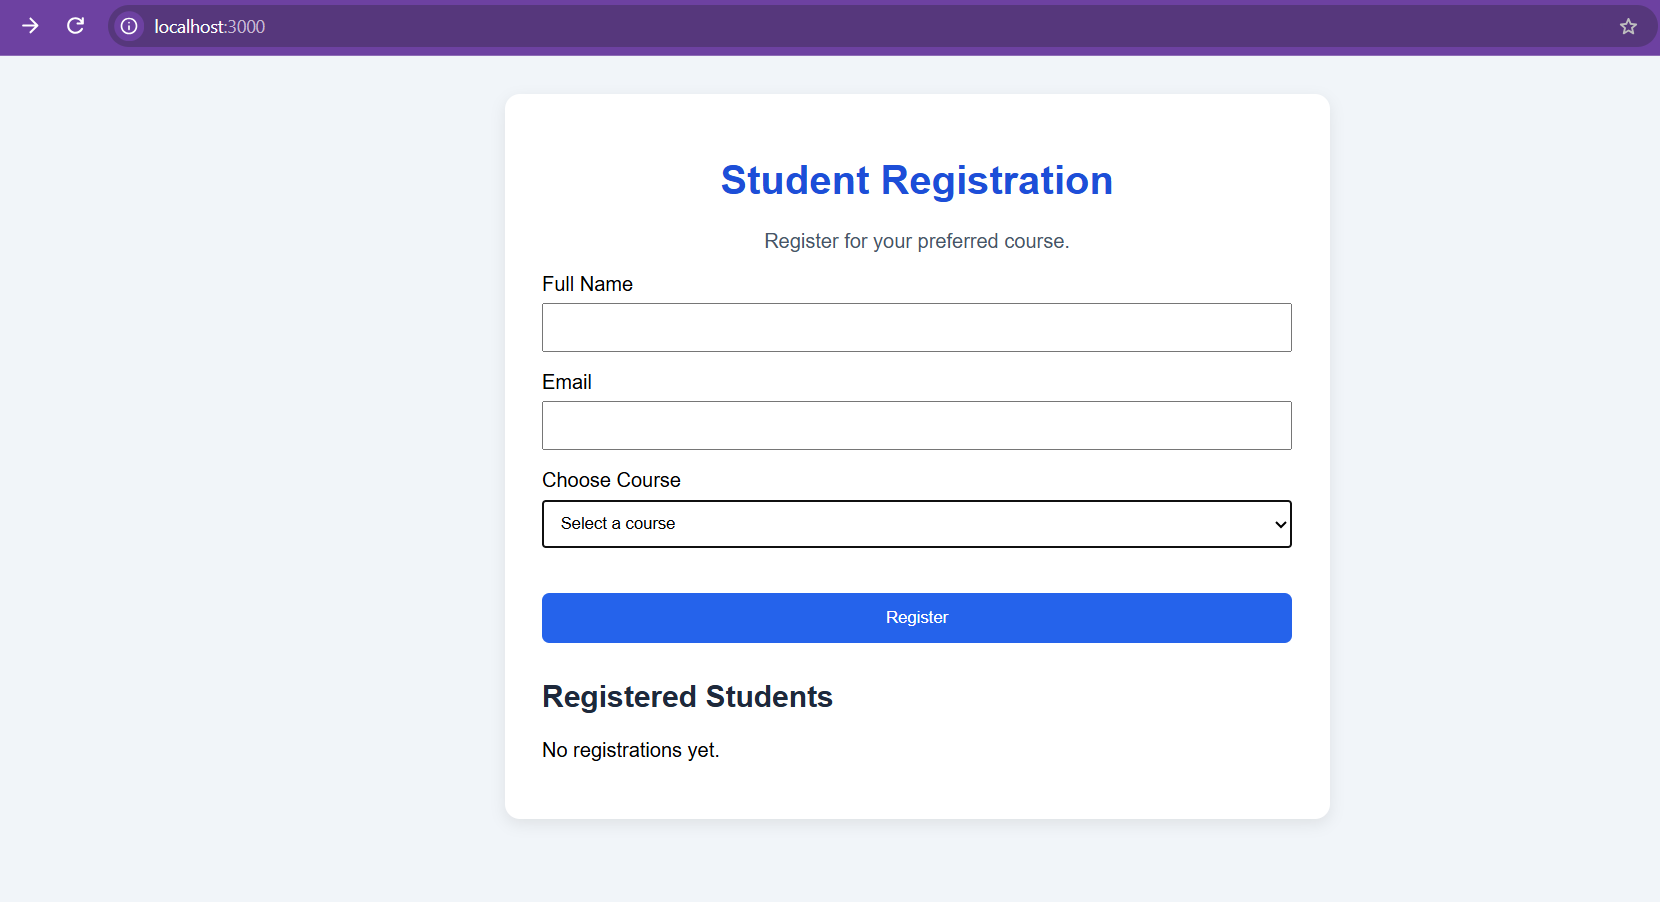 localhost:3000
Student Registration
Register for your preferred course.
Full Name
Email
Choose Course
Select a course
Register
Registered Students
No registrations yet.